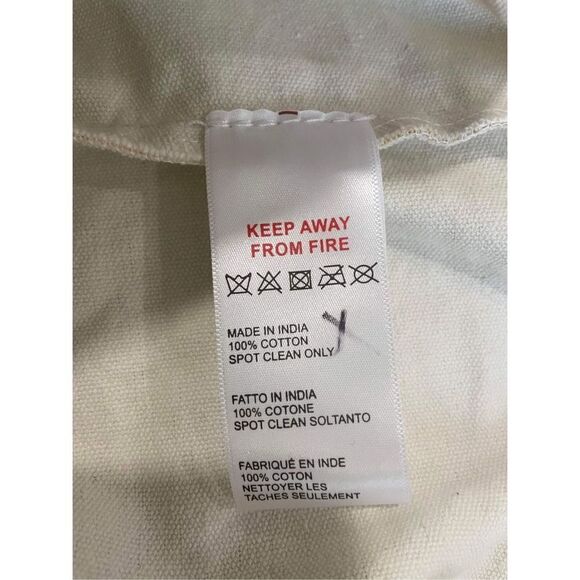 KEEP AWAY
FROM FIRE
MADE IN INDIA
100% COTTON
SPOT CLEAN ONLY
FATTO IN INDIA
100% COTONE
SPOT CLEAN SOLTANTO
FABRIQUÉ EN INDE
100% COTON
NETTOYER LES
TACHES SEULEMENT